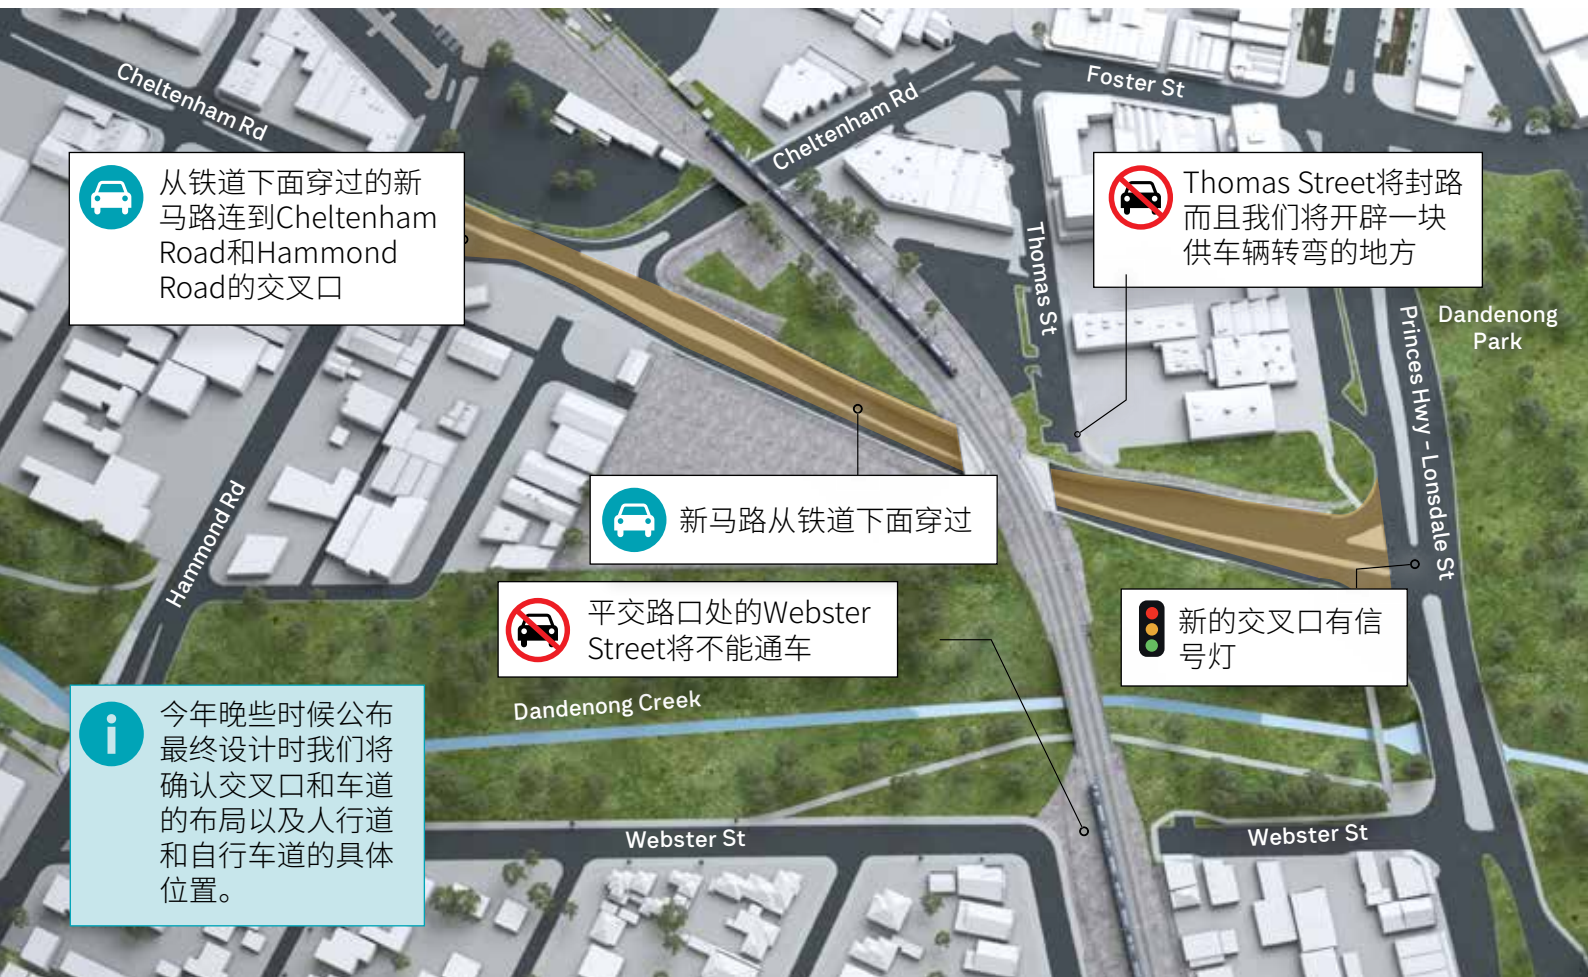 Cheltenham Rd
Foster St
Cheltenham Rd
从铁道下面穿过的新
马路连到Cheltenham
Road和Hammond
Road的交叉口
Thomas Street将封路
而且我们将开辟一块
供车辆转弯的地方
Thomas St
Princes Hwy - Lonsdale St
Dandenong
Park
Hammond Rd
新马路从铁道下面穿过
平交路口处的Webster
Street将不能通车
新的交叉口有信
号灯
Dandenong Creek
i
今年晚些时候公布
最终设计时我们将
确认交叉口和车道
的布局以及人行道
和自行车道的具体
位置。
Webster St
Webster St